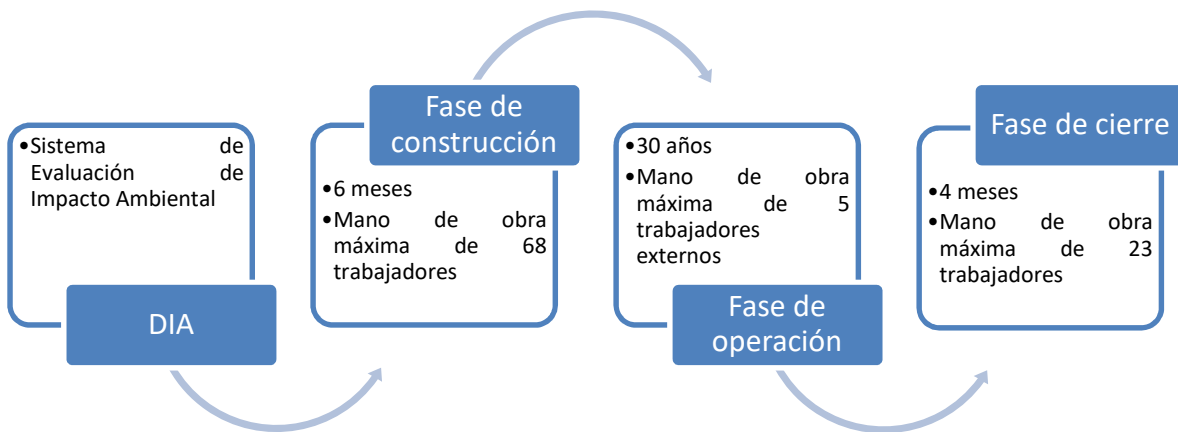 •Sistema de
Evaluación de
Impacto Ambiental
DIA
Fase de
construcción
•6 meses
•Mano de obra
máxima de 68
trabajadores
•30 años
•Mano de obra
máxima de 5
trabajadores
externos
Fase de
operación
Fase de cierre
•4 meses
•Mano de obra
máxima de 23
trabajadores